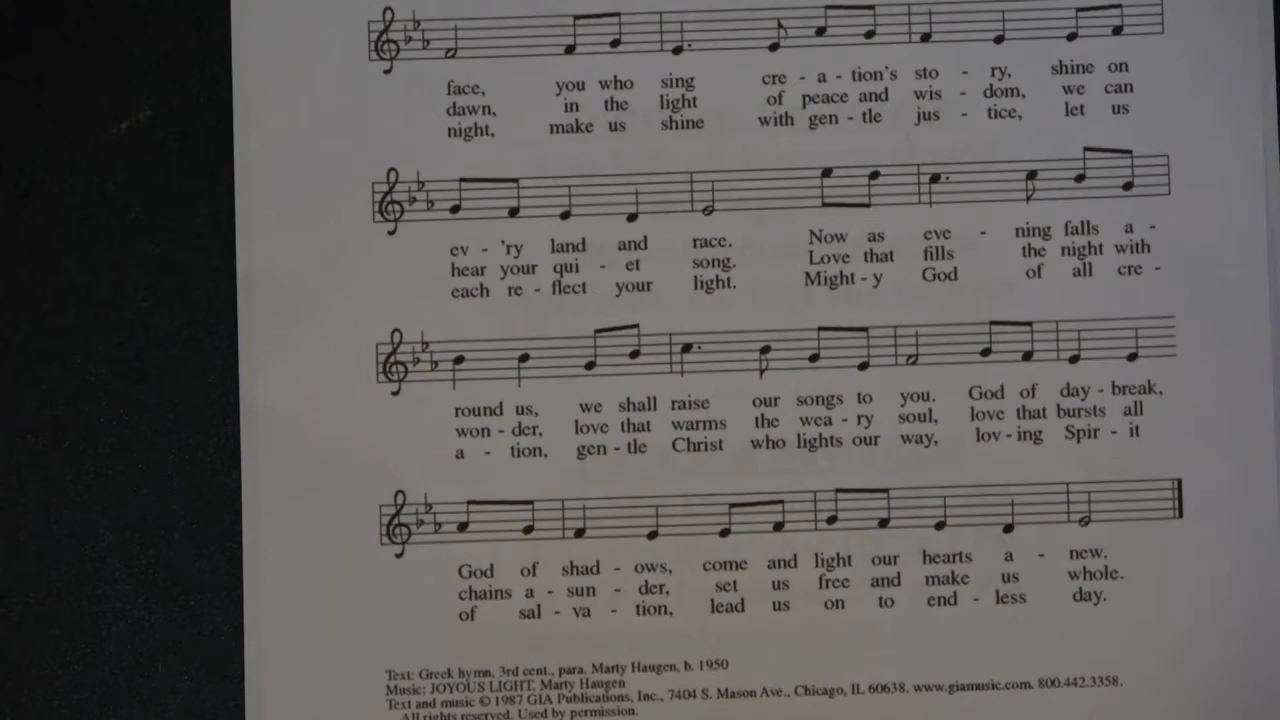 face, you who sing cre - a - tion's sto - ry, shine on
dawn, in the light of peace and wis - dom, we can
night, make us shine with gen - tle jus - tice, let us
ev - 'ry land and race. Now as eve - ning falls a -
hear your qui - et song. Love that fills the night with
each re - flect your light. Might - y God of all cre -
round us, we shall raise our songs to you. God of day - break,
won - der, love that warms the wea - ry soul, love that bursts all
a - tion, gen - tle Christ who lights our way, lov - ing Spir - it
God of shad - ows, come and light our hearts a - new.
chains a - sun - der, set us free and make us whole.
of sal - va - tion, lead us on to end - less day.
Text: Greek hymn, 3rd cent., para. Marty Haugen, b. 1950
Music: JOYOUS LIGHT, Marty Haugen
Text and music © 1987 GIA Publications, Inc., 7404 S. Mason Ave., Chicago, IL 60638. www.giamusic.com. 800.442.3358.
All rights reserved. Used by permission.